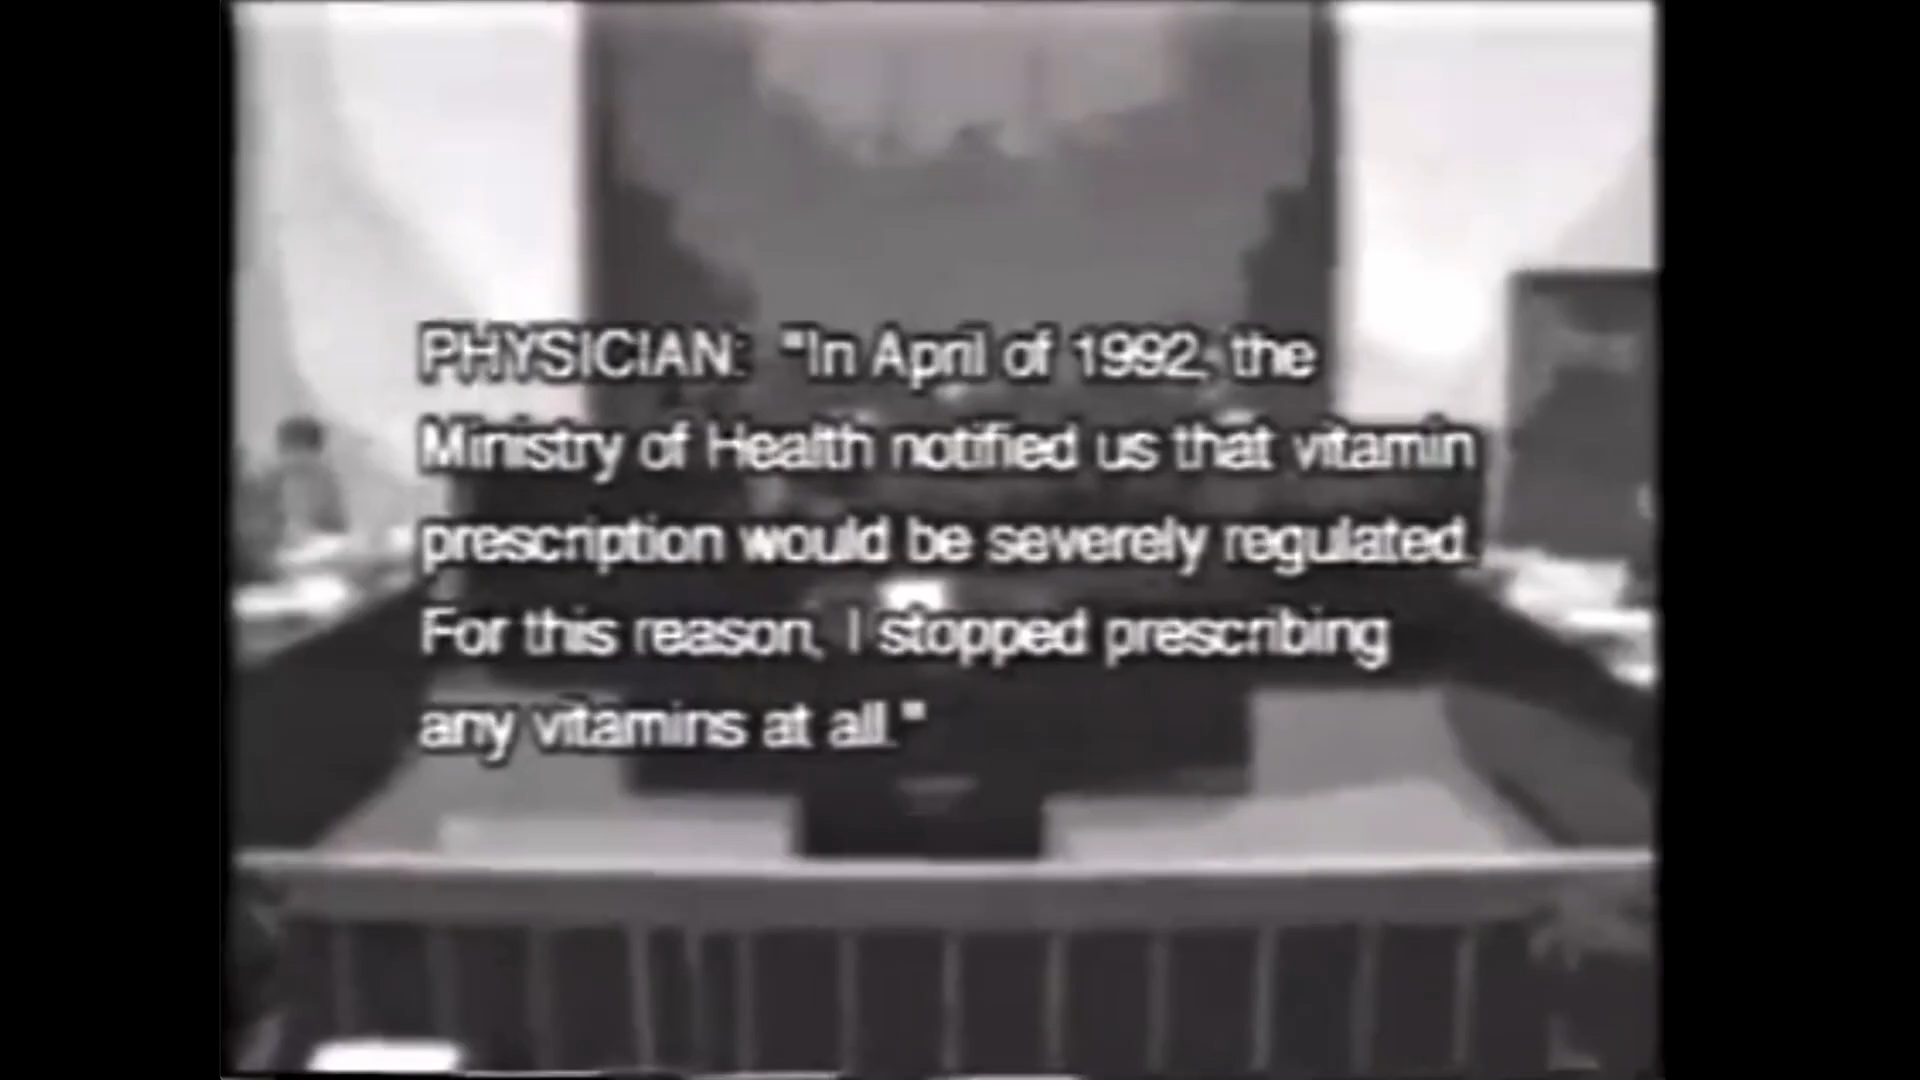 PHYSICIAN: "In April of 1992, the
Ministry of Health notified us that vitamin
prescription would be severely regulated.
For this reason, I stopped prescribing
any vitamins at all."